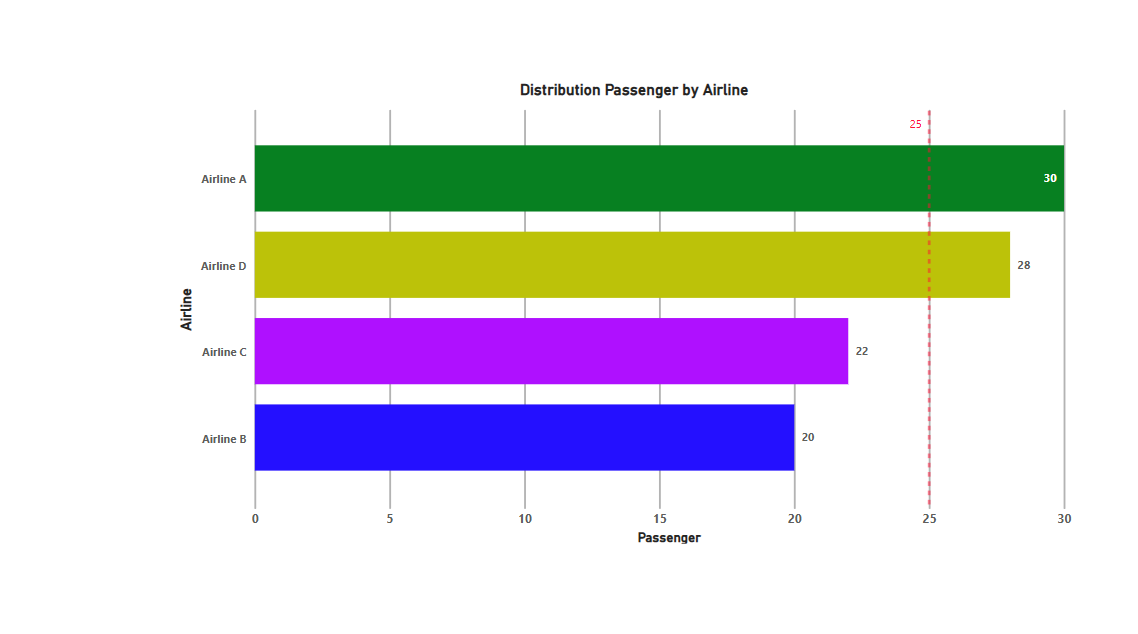 Distribution Passenger by Airline
25
Airline A
30
Airline D
28
Airline
Airline C
22
Airline B
20
0 5 10 15 20 25 30
Passenger